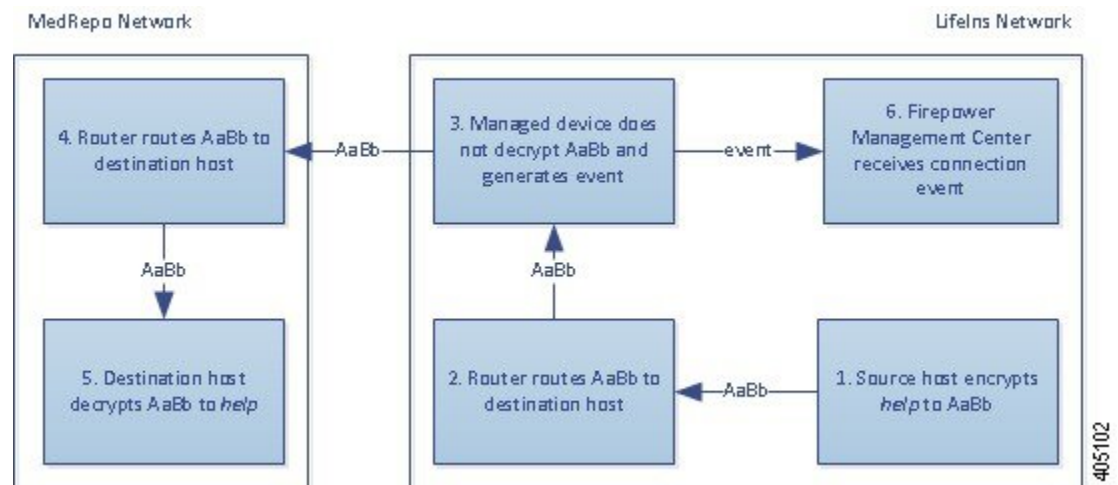 MedRepo Network
LifeIns Network
4. Router routes AaBb to
destination host
AaBb
3. Managed device does
not decrypt AaBb and
generates event
event
6. Firepower
Management Center
receives connection
event
AaBb
AaBb
5. Destination host
decrypts AaBb to help
2. Router routes AaBb to
destination host
AaBb
1. Source host encrypts
help to AaBb
405102